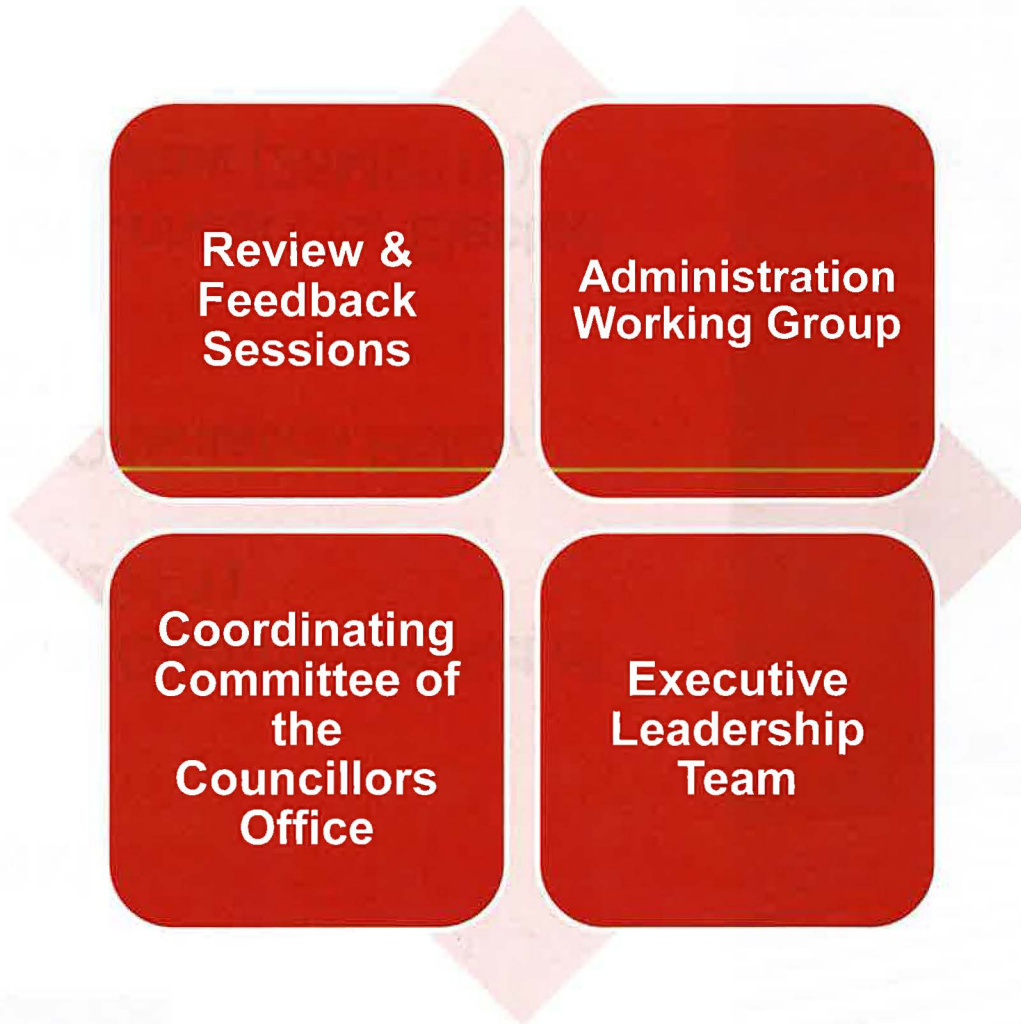 Review &
Feedback
Sessions
Administration
Working Group
Coordinating
Committee of
the
Councillors
Office
Executive
Leadership
Team